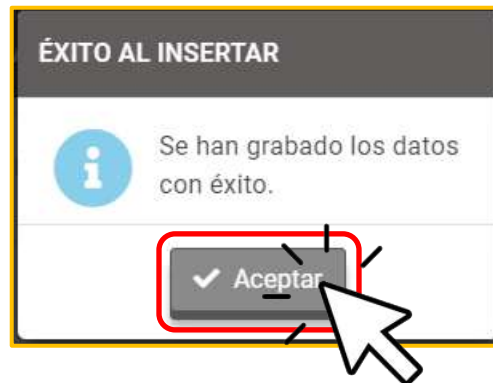 ÉXITO AL INSERTAR
Se han grabado los datos
con éxito.
Aceptar